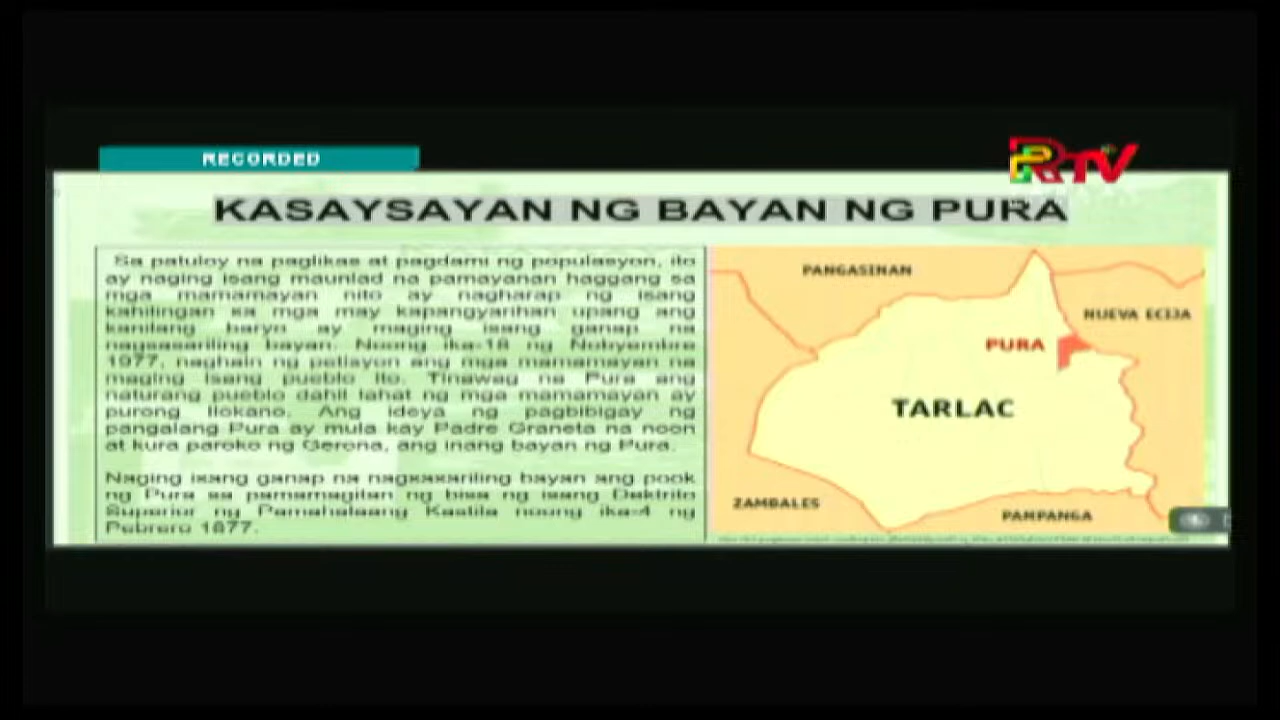 RECORDED
RTV
KASAYSAYAN NG BAYAN NG PURA
Sa patuloy na paglikas at pagdami ng populasyon, ito
ay naging isang maunlad na pamayanan haggang sa
mga mamamayan nito ay nagharap ng isang
kahilingan sa mga may kapangyarihan upang ang
kanilang baryo ay maging isang ganap na
nagsasariling bayan. Noong ika-18 ng Nobyembre
1977, naghain ng petisyon ang mga mamamayan na
maging isang pueblo ito. Tinawag na Pura ang
naturang pueblo dahil lahat ng mga mamamayan ay
purong Ilokano. Ang ideya ng pagbibigay ng
pangalang Pura ay mula kay Padre Graneta na noon
at kura paroko ng Gerona, ang inang bayan ng Pura.
Naging isang ganap na nagsasariling bayan ang pook
ng Pura sa pamamagitan ng bisa ng isang Dektrito
Superior ng Pamahalaang Kastila noong ika-4 ng
Pebrero 1877.
PANGASINAN
NUEVA ECIJA
PURA
TARLAC
ZAMBALES
PAMPANGA